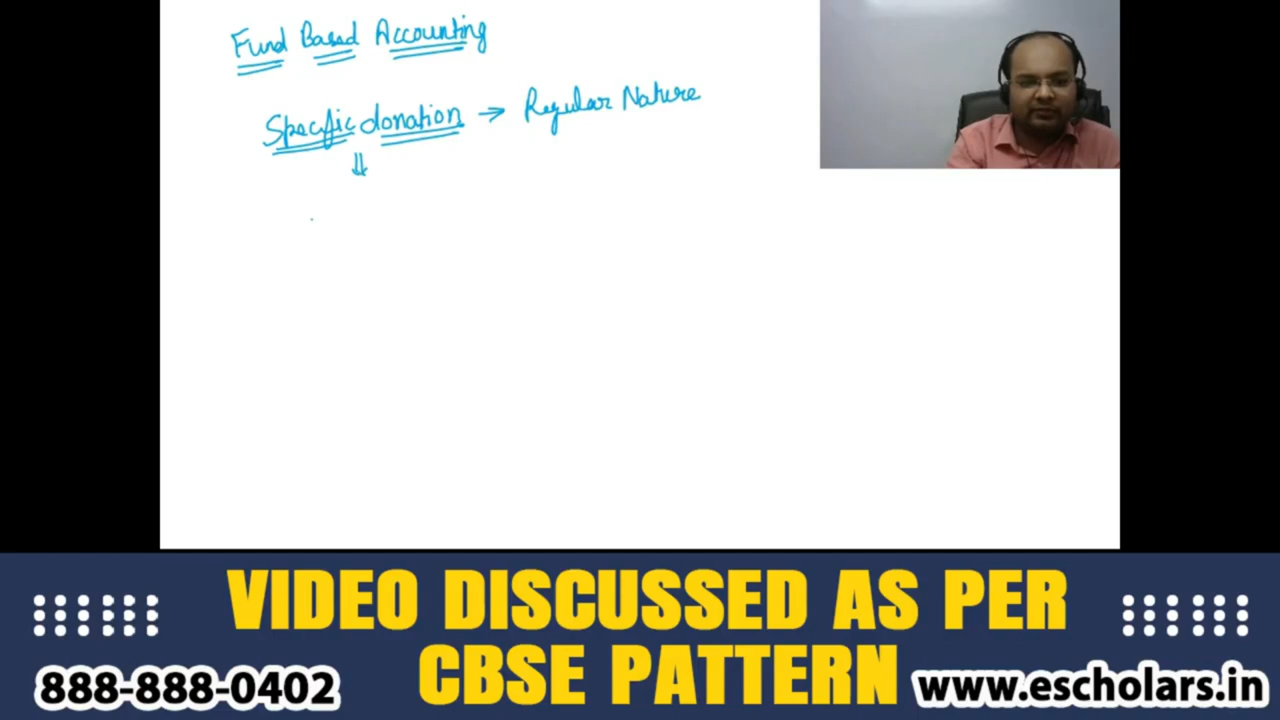 Fund Based Accounting
Specific donation → Regular Nature
⇓
VIDEO DISCUSSED AS PER
CBSE PATTERN
888-888-0402
www.escholars.in